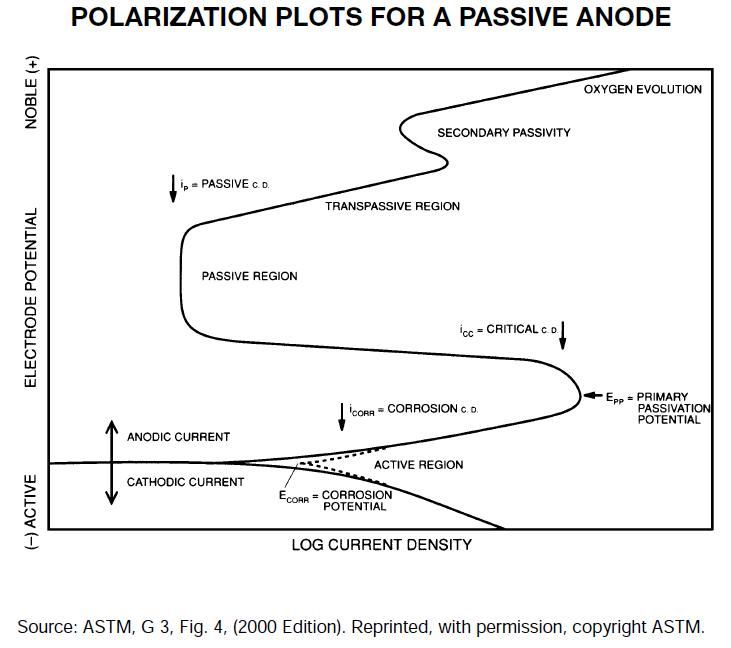 POLARIZATION PLOTS FOR A PASSIVE ANODE
NOBLE (+)
ELECTRODE POTENTIAL
(–) ACTIVE
OXYGEN EVOLUTION
SECONDARY PASSIVITY
iP = PASSIVE C.D.
TRANSPASSIVE REGION
PASSIVE REGION
iCC = CRITICAL C.D.
EPP = PRIMARY
PASSIVATION
POTENTIAL
iCORR = CORROSION C.D.
ANODIC CURRENT
ACTIVE REGION
CATHODIC CURRENT
ECORR = CORROSION
POTENTIAL
LOG CURRENT DENSITY
Source: ASTM, G 3, Fig. 4, (2000 Edition). Reprinted, with permission, copyright ASTM.